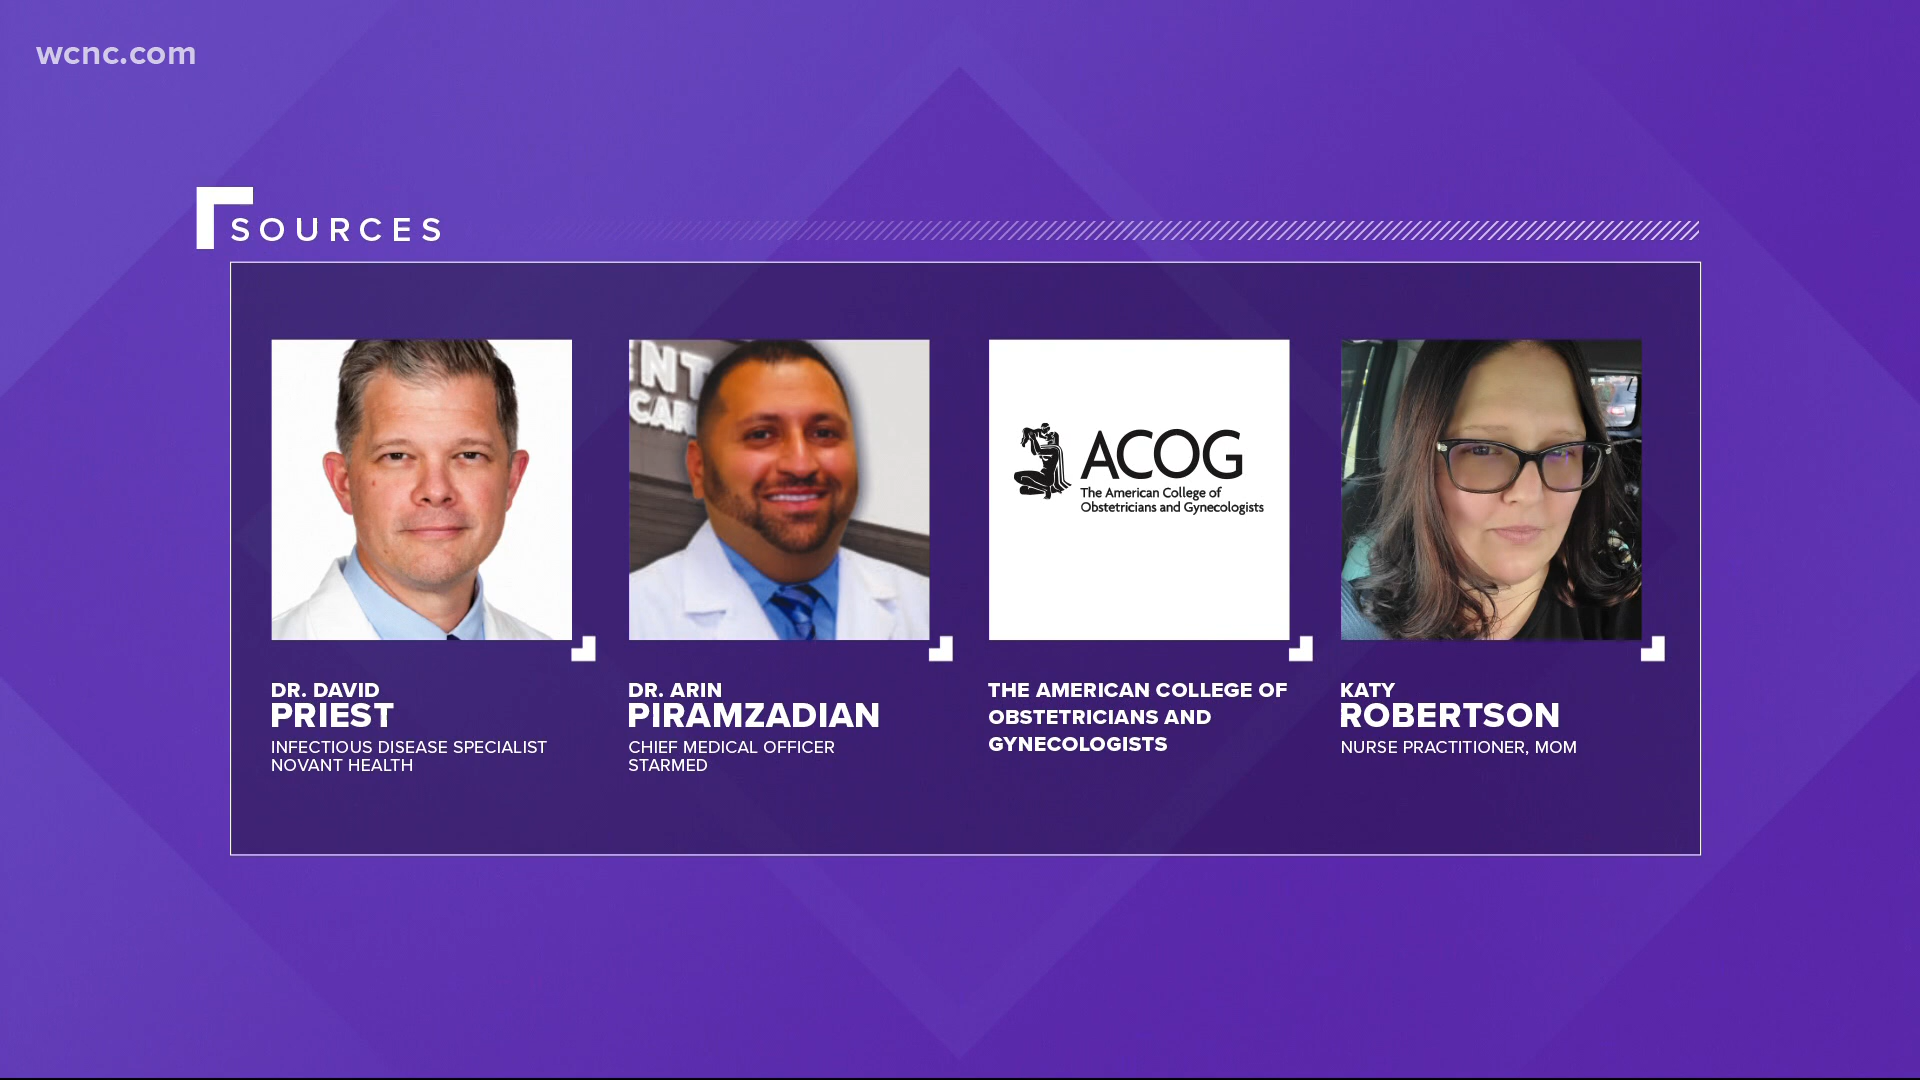 wcnc.com
SOURCES
ENT
CAR
ACOG
The American College of
Obstetricians and Gynecologists
DR. DAVID
PRIEST
INFECTIOUS DISEASE SPECIALIST
NOVANT HEALTH
DR. ARIN
PIRAMZADIAN
CHIEF MEDICAL OFFICER
STARMED
THE AMERICAN COLLEGE OF
OBSTETRICIANS AND
GYNECOLOGISTS
KATY
ROBERTSON
NURSE PRACTITIONER, MOM